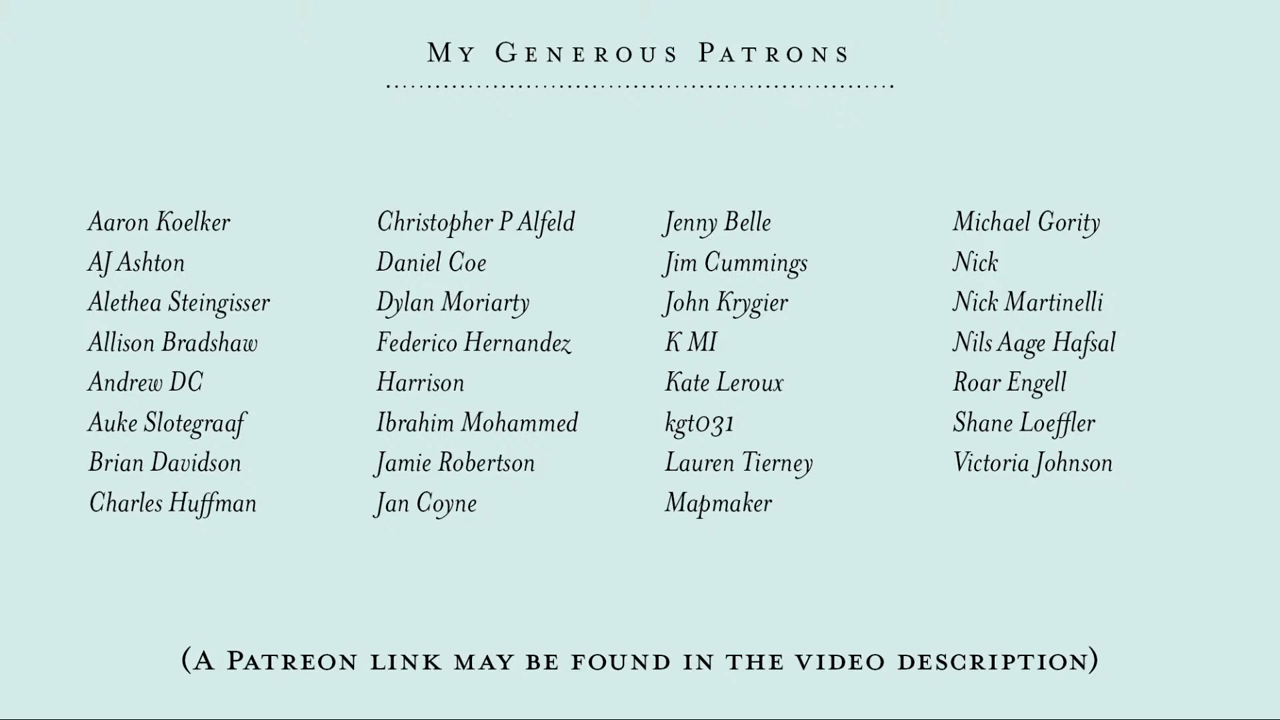 My Generous Patrons
Aaron Koelker
AJ Ashton
Alethea Steingisser
Allison Bradshaw
Andrew DC
Auke Slotegraaf
Brian Davidson
Charles Huffman
Christopher P Alfeld
Daniel Coe
Dylan Moriarty
Federico Hernandez
Harrison
Ibrahim Mohammed
Jamie Robertson
Jan Coyne
Jenny Belle
Jim Cummings
John Krygier
K MI
Kate Leroux
kgt031
Lauren Tierney
Mapmaker
Michael Gority
Nick
Nick Martinelli
Nils Aage Hafsal
Roar Engell
Shane Loeffler
Victoria Johnson
(A Patreon link may be found in the video description)